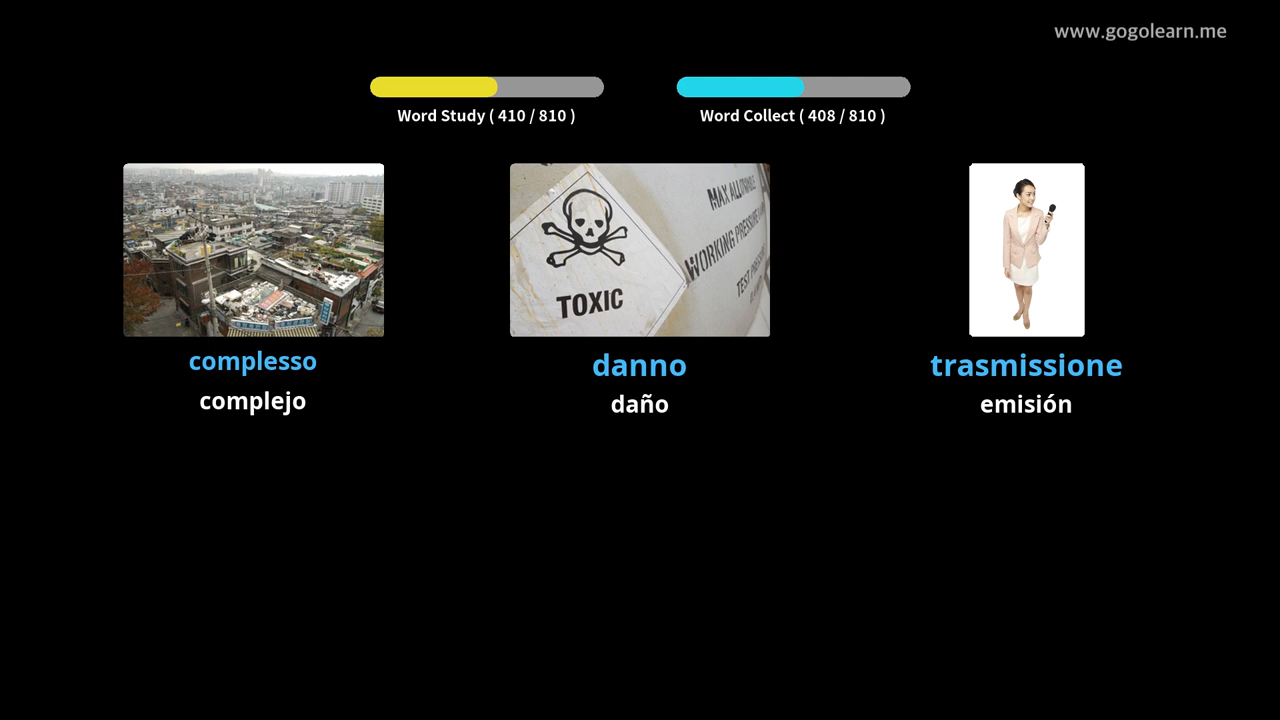 www.gogolearn.me
Word Study ( 410 / 810 )
Word Collect ( 408 / 810 )
TOXIC
MAX ALLOWABLE
WORKING PRESSURE
complesso
danno
trasmissione
complejo
daño
emisión